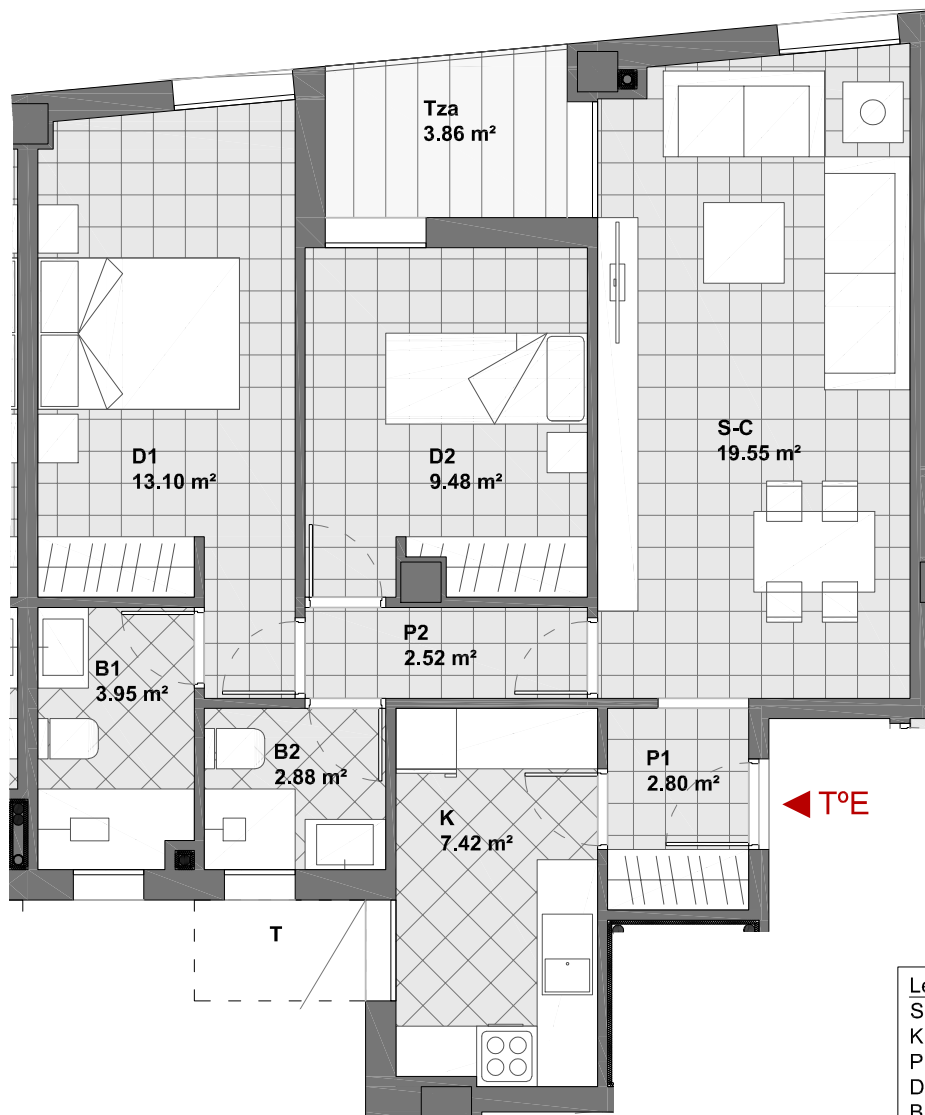 Tza
3.86 m²
S-C
19.55 m²
D1
13.10 m²
D2
9.48 m²
P2
2.52 m²
B1
3.95 m²
B2
2.88 m²
P1
2.80 m²
K
7.42 m²
TºE
T
Le
S
K
P
D
B